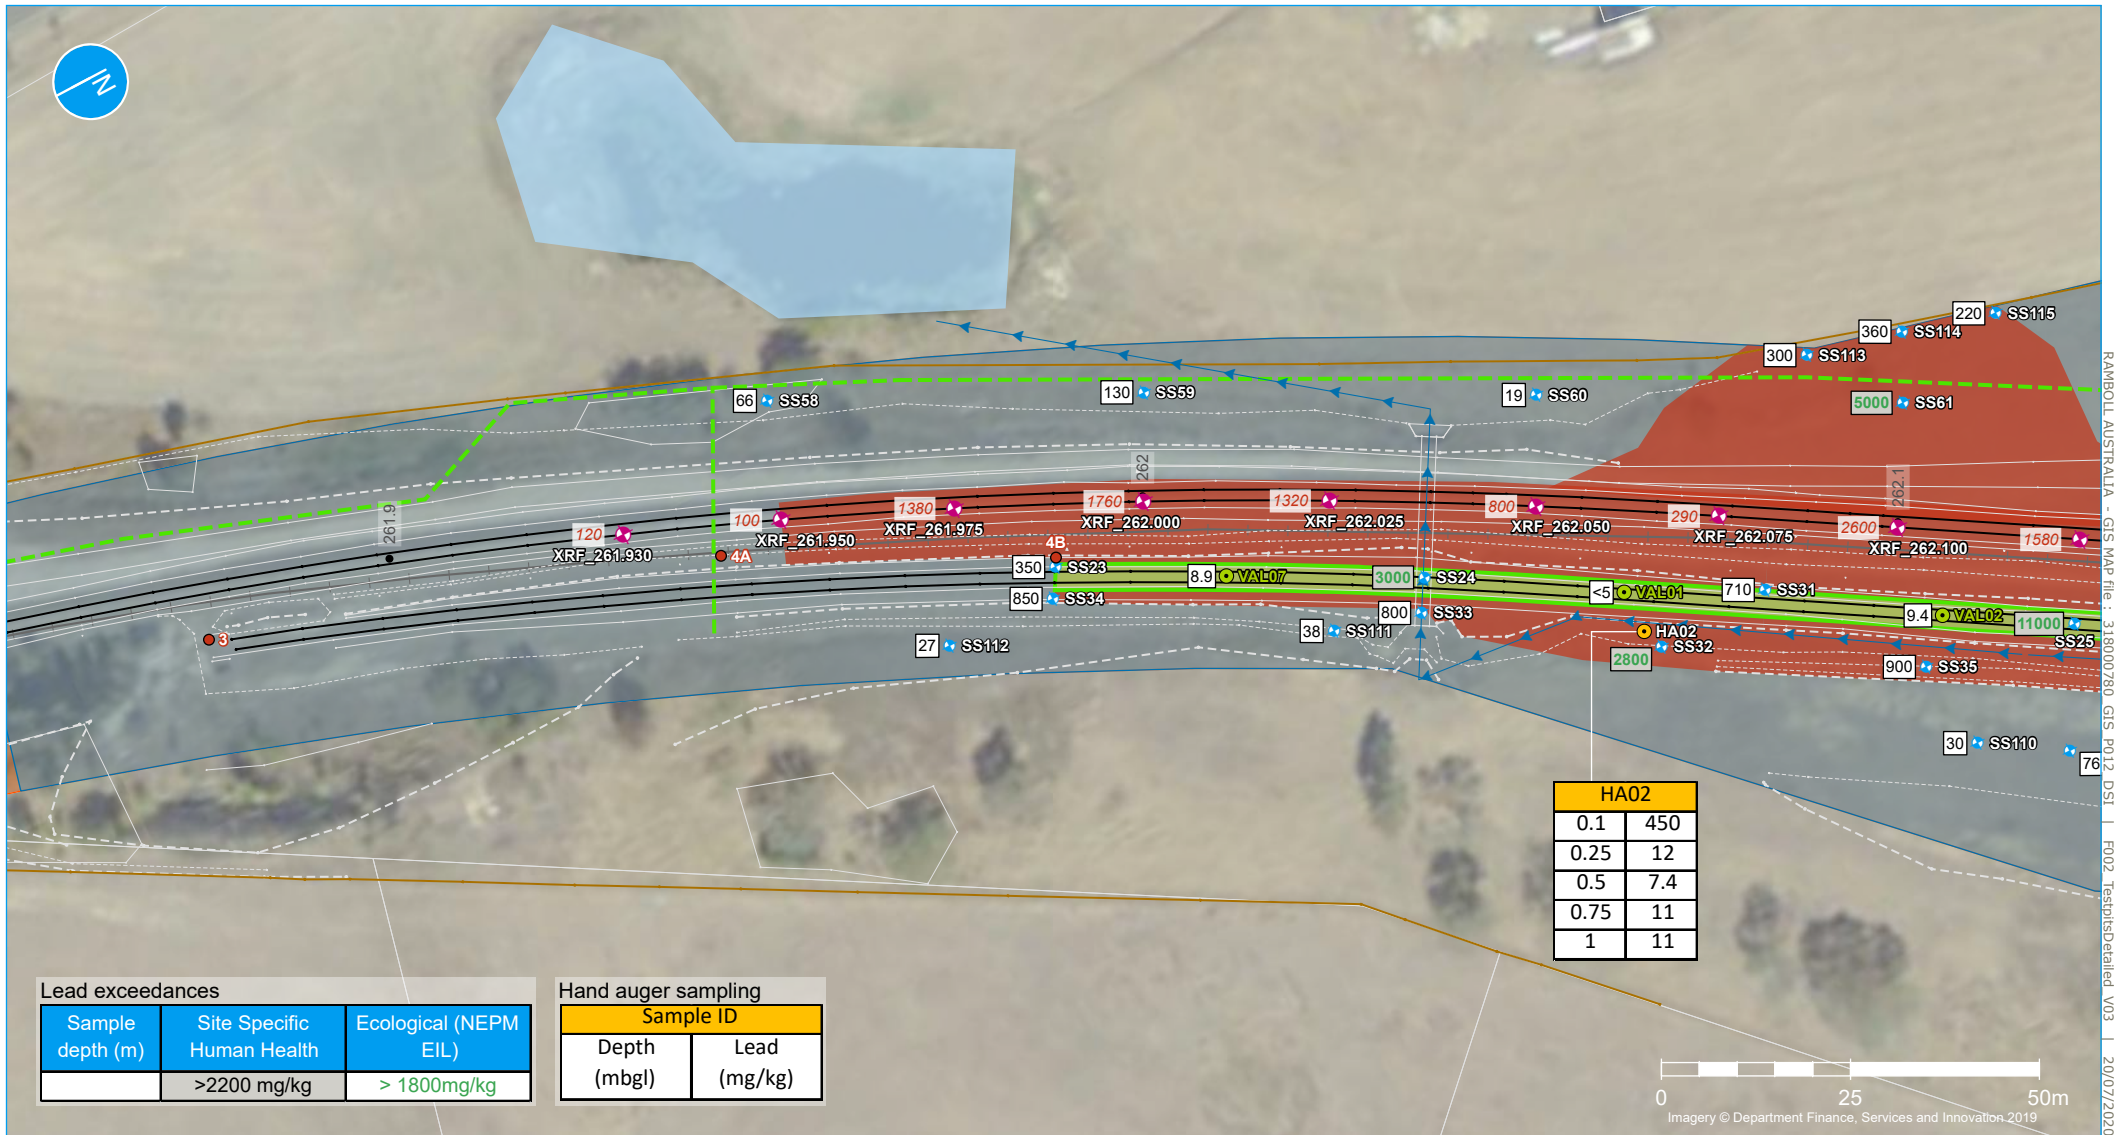 N
220 SS115
360 SS114
300 SS113
5000 SS61
66 SS58
130 SS59
19 SS60
261.9
262
262.1
120
XRF_261.930
100
XRF_261.950
1380
XRF_261.975
1760
XRF_262.000
1320
XRF_262.025
800
XRF_262.050
290
XRF_262.075
2600
XRF_262.100
1580
4A
4B
3
350 SS23
850 SS34
8.9 VAL07
3000 SS24
800 SS33
<5 VAL01
710 SS31
9.4 VAL02
11000
SS25
27 SS112
38 SS111
HA02
SS32
2800
900 SS35
30 SS110
76
HA02
0.1 450
0.25 12
0.5 7.4
0.75 11
1 11
Lead exceedances
Sample depth (m) Site Specific Human Health Ecological (NEPM EIL)
>2200 mg/kg > 1800mg/kg
Hand auger sampling
Sample ID
Depth (mbgl) Lead (mg/kg)
0 25 50m
Imagery © Department Finance, Services and Innovation 2019
RAMBOLL AUSTRALIA - GIS MAP file : 318000780_GIS_P012_DSI | F002_TestpitsDetailed_V03 | 20/07/2020